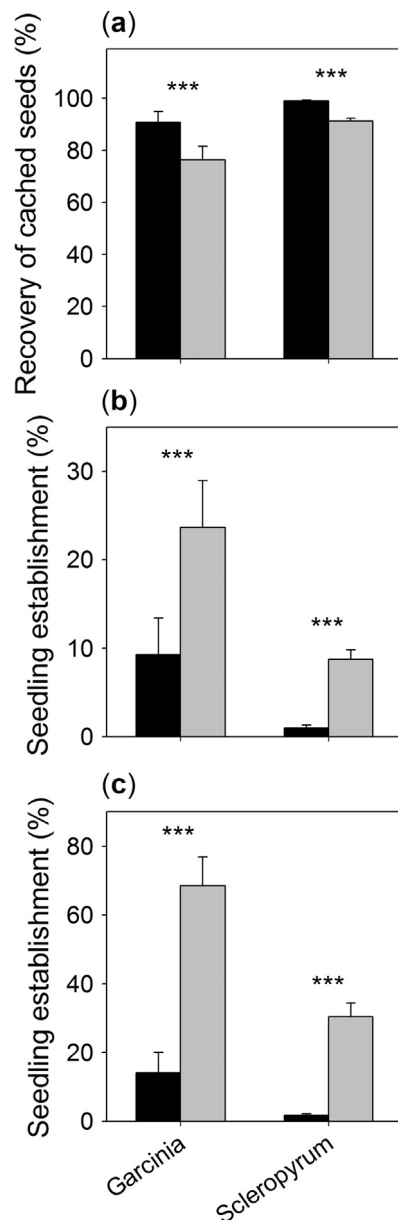 (a)
Recovery of cached seeds (%)
100
80
60
40
20
0
***
***
(b)
Seedling establishment (%)
30
20
10
0
***
***
(c)
Seedling establishment (%)
80
60
40
20
0
***
***
Garcinia
Scleropyrum